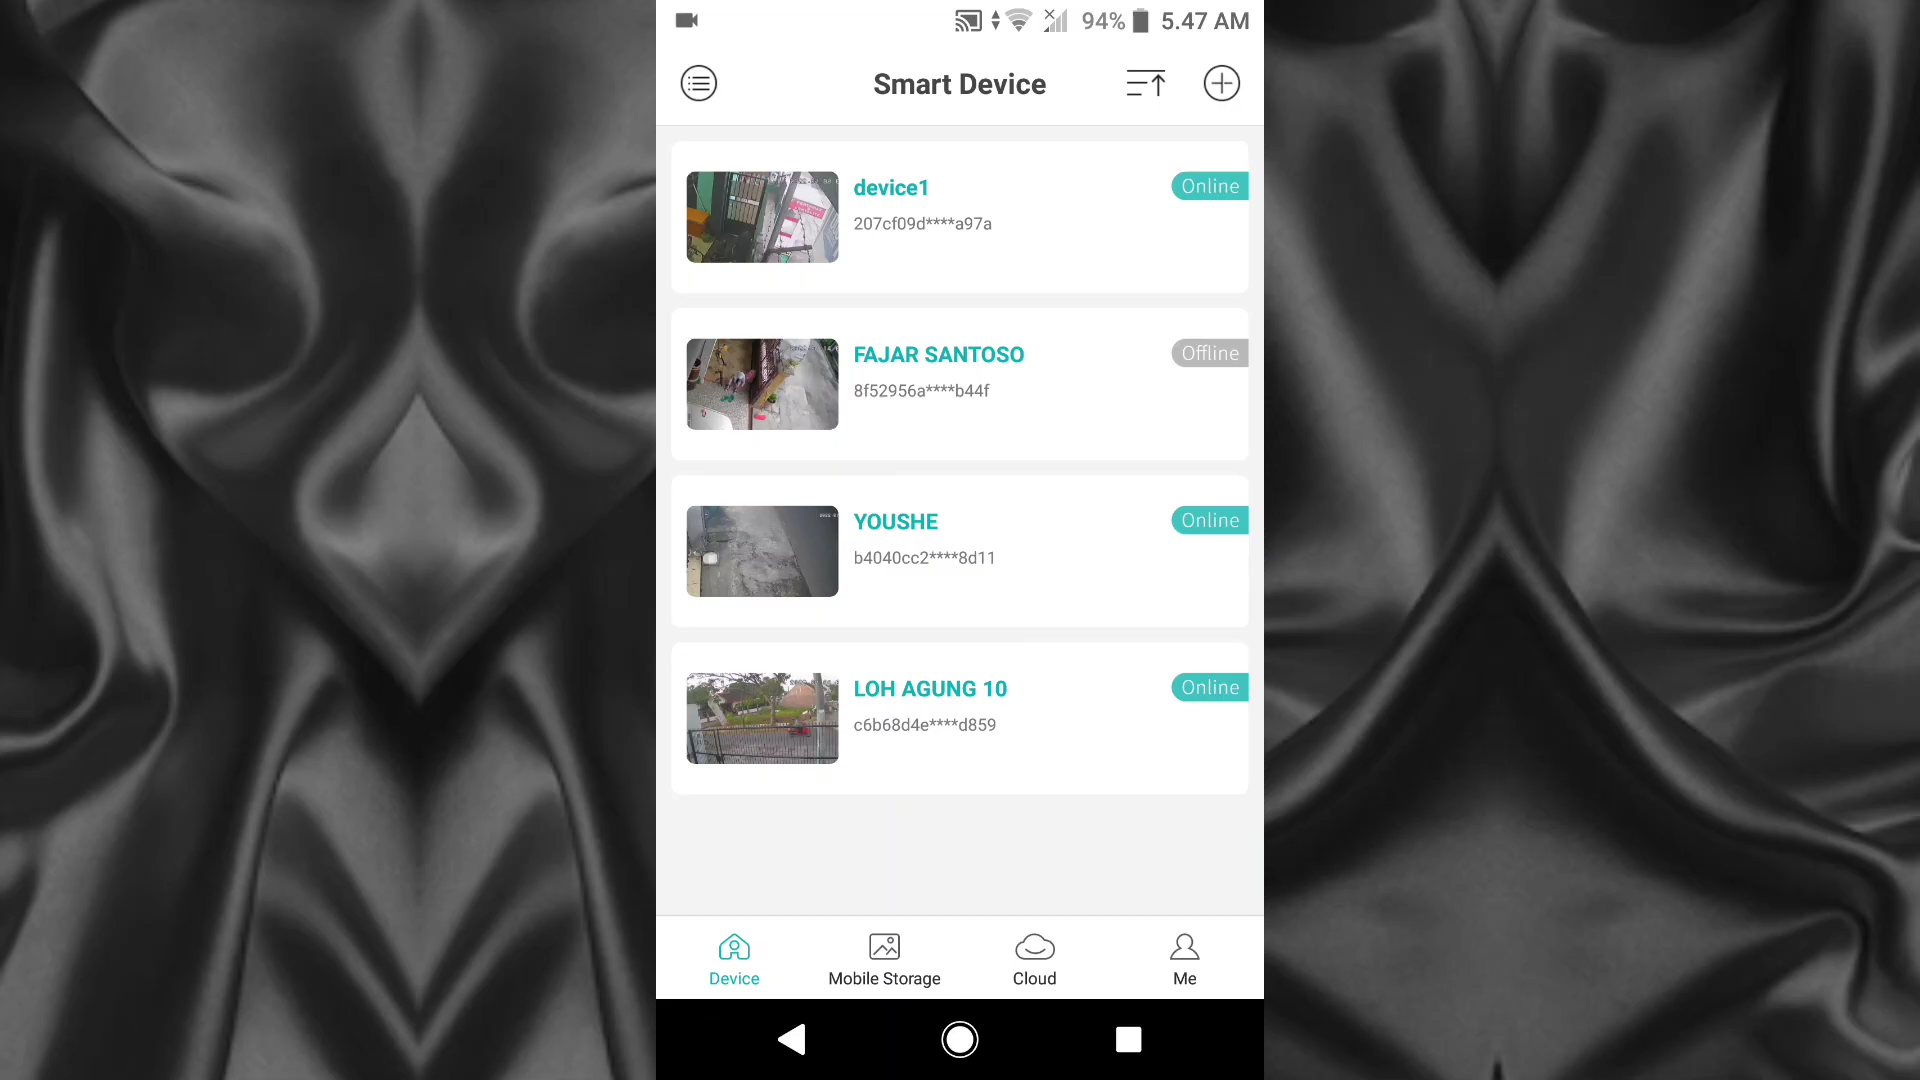 94% 5.47 AM
Smart Device
device1
Online
207cf09d****a97a
FAJAR SANTOSO
Offline
8f52956a****b44f
YOUSHE
Online
b4040cc2****8d11
LOH AGUNG 10
Online
c6b68d4e****d859
Device
Mobile Storage
Cloud
Me